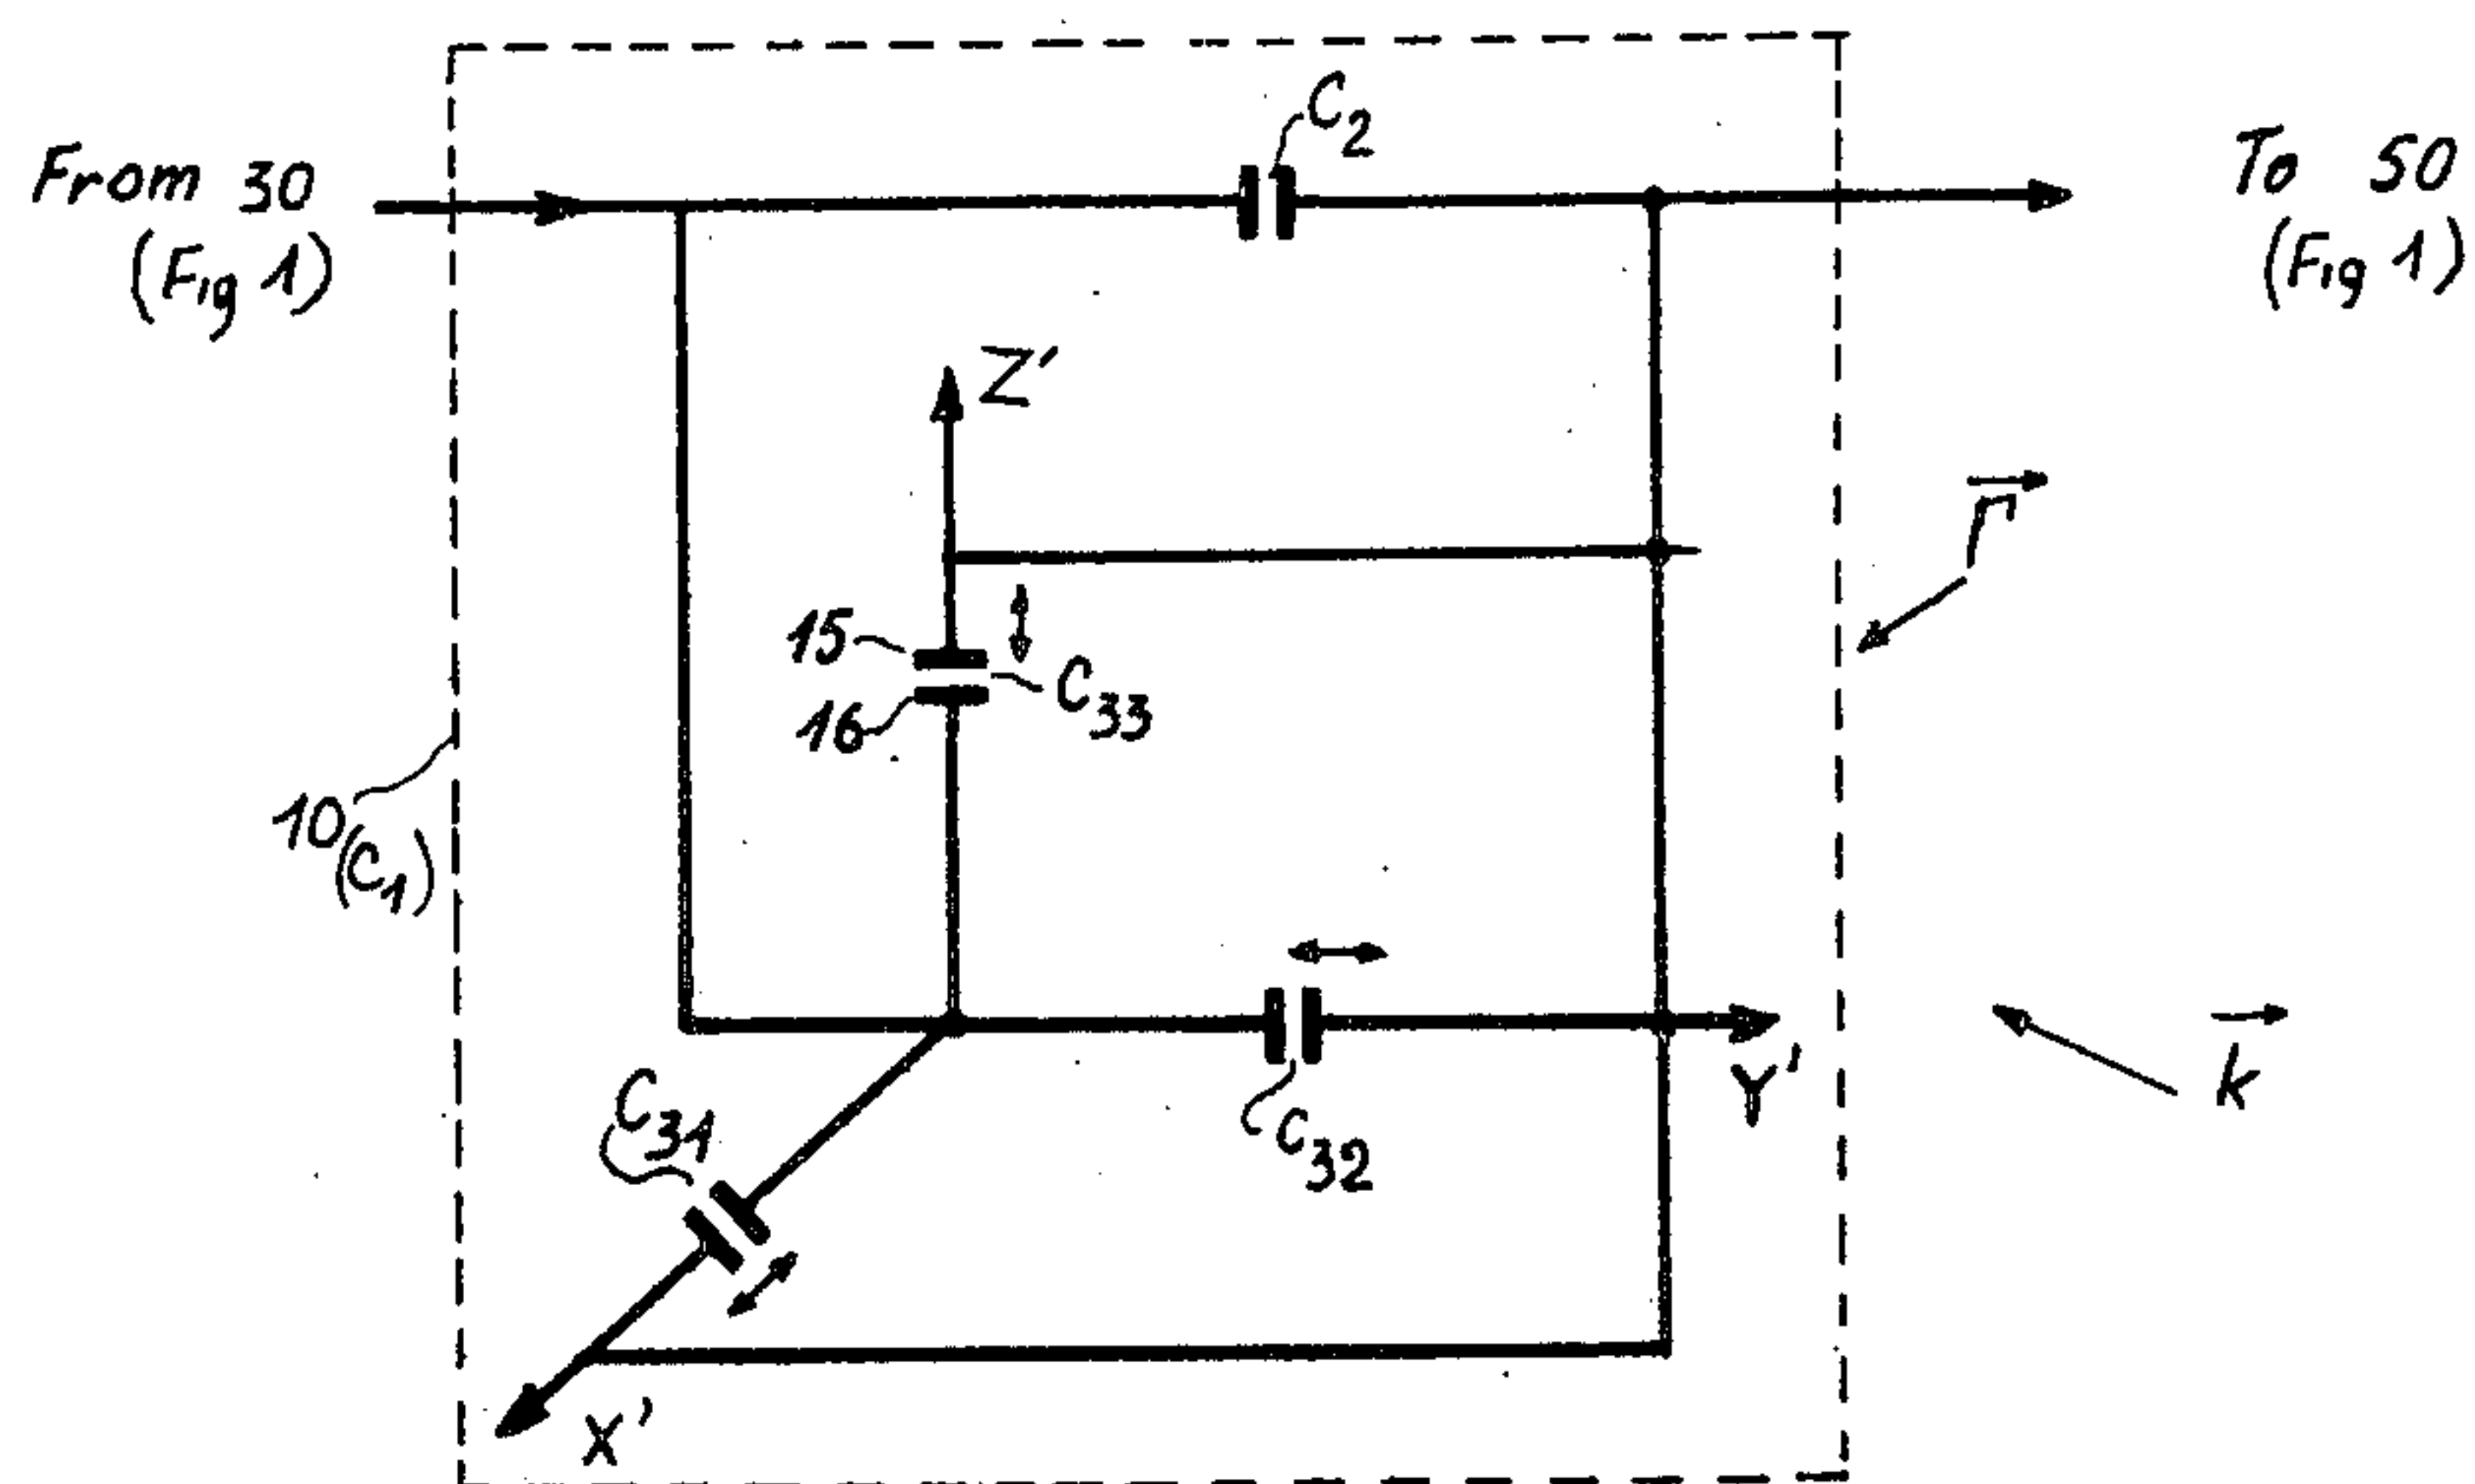 C2
From 30
(Fig 1)
To 50
(Fig 1)
Z'
r
15
C33
16
10
(C1)
k
Y'
C31
C32
X'